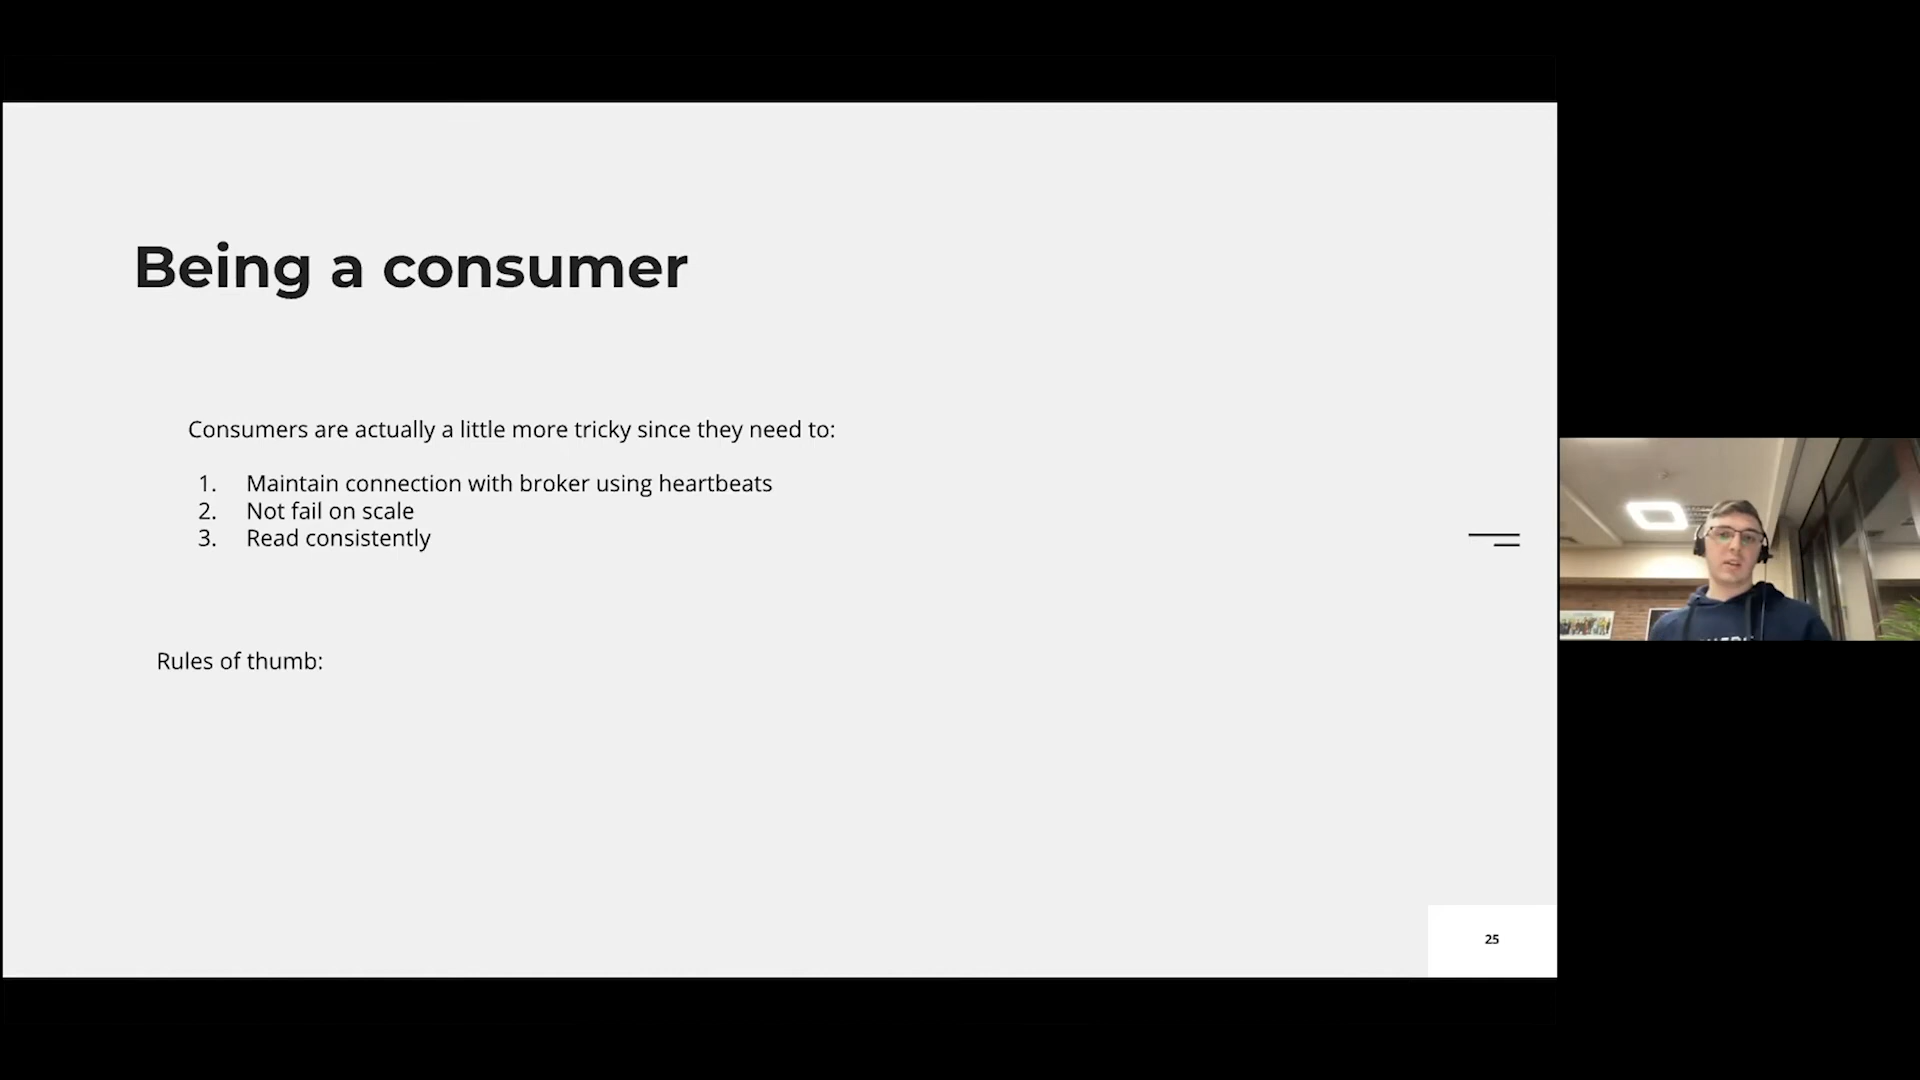 Being a consumer
Consumers are actually a little more tricky since they need to:
1. Maintain connection with broker using heartbeats
2. Not fail on scale
3. Read consistently
Rules of thumb:
25